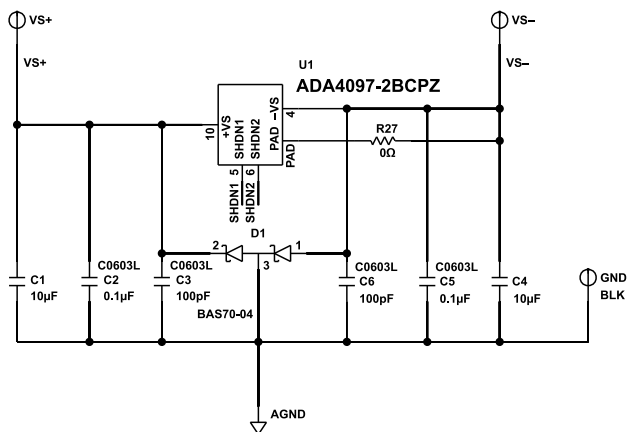 VS+
VS–
VS+
VS–
U1
ADA4097-2BCPZ
10
+VS
SHDN1
SHDN2
–VS
PAD
4
PAD
R27
0Ω
5
6
SHDN1
SHDN2
D1
2
3
1
BAS70-04
C1
10µF
C0603L
C2
0.1µF
C0603L
C3
100pF
C0603L
C6
100pF
C0603L
C5
0.1µF
C4
10µF
GND
BLK
AGND